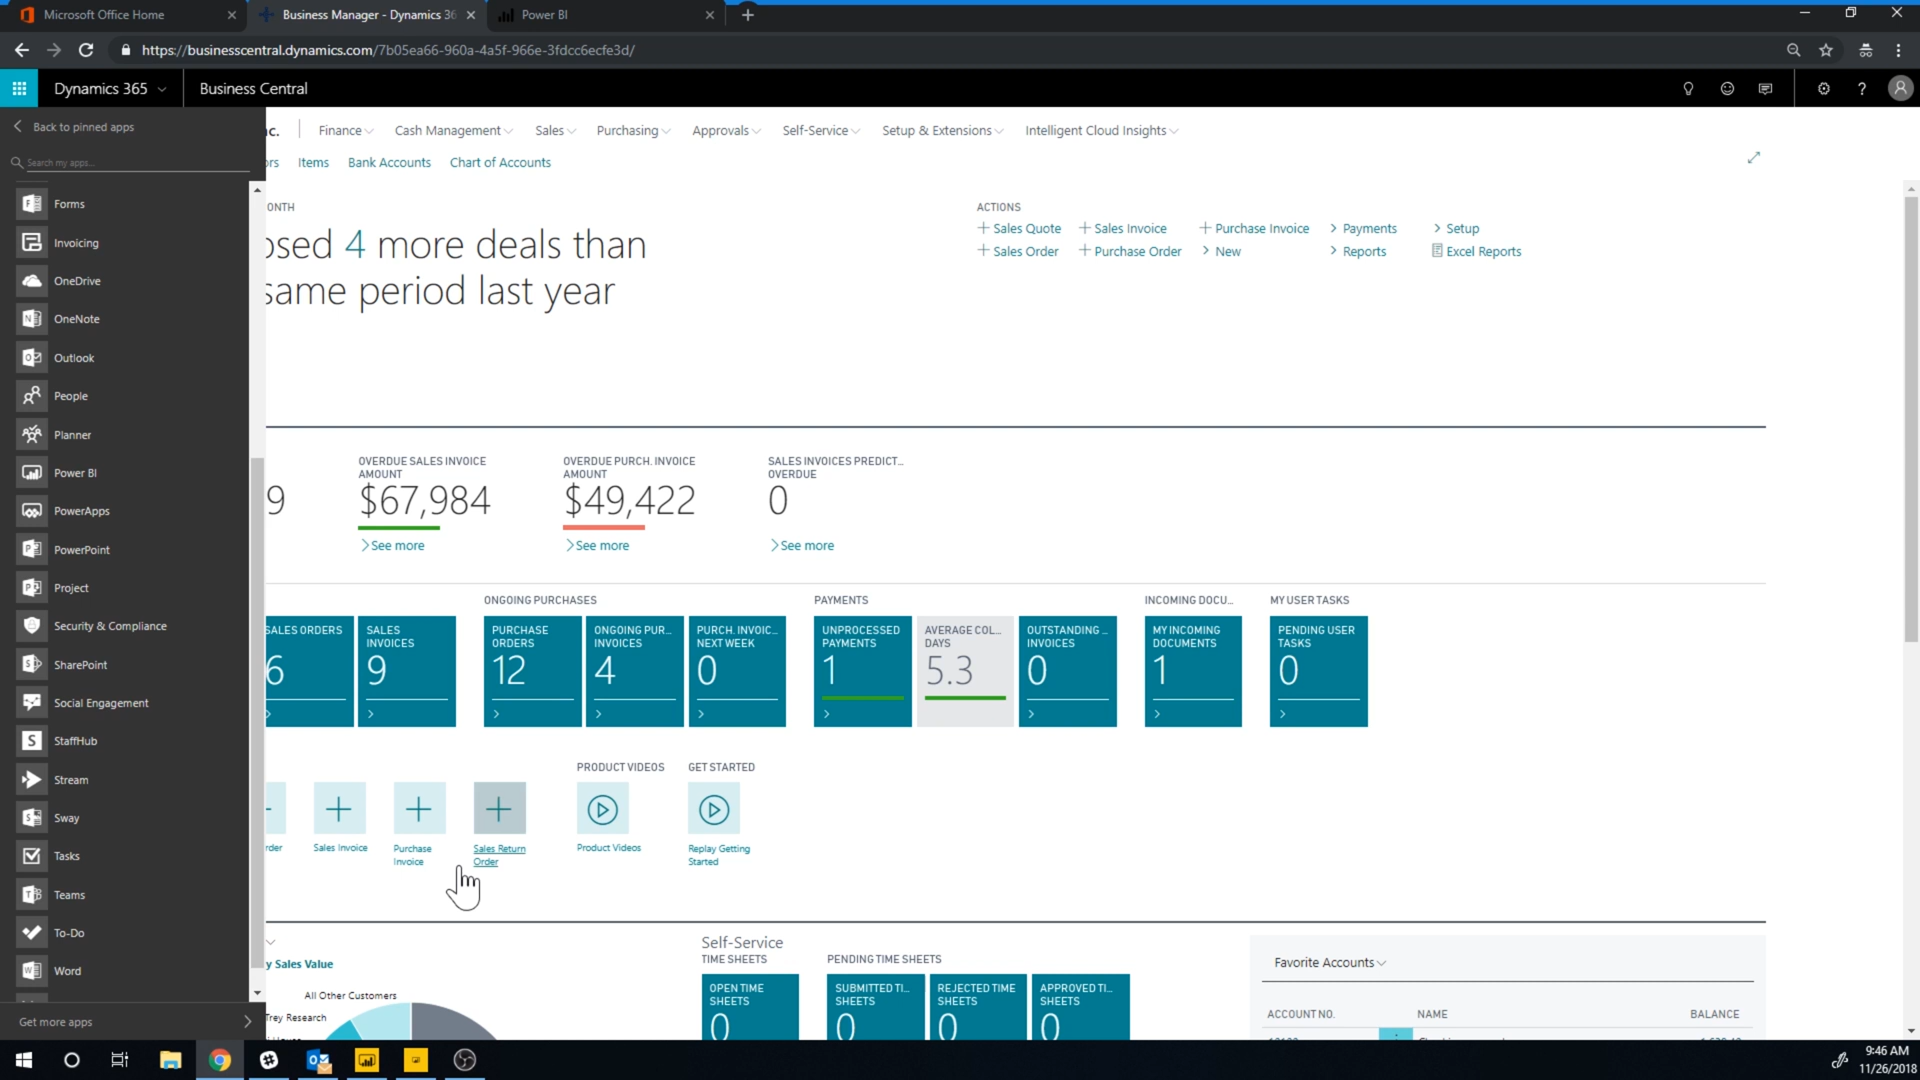 Microsoft Office Home
Business Manager - Dynamics 36
Power BI
https://businesscentral.dynamics.com/7b05ea66-960a-4a5f-966e-3fdcc6ecfe3d/
Dynamics 365
Business Central
Back to pinned apps
Search my apps...
Forms
Invoicing
OneDrive
OneNote
Outlook
People
Planner
Power BI
PowerApps
PowerPoint
Project
Security & Compliance
SharePoint
Social Engagement
StaffHub
Stream
Sway
Tasks
Teams
To-Do
Word
Get more apps
nc.
Finance
Cash Management
Sales
Purchasing
Approvals
Self-Service
Setup & Extensions
Intelligent Cloud Insights
ors
Items
Bank Accounts
Chart of Accounts
ONTH
osed 4 more deals than
same period last year
ACTIONS
+ Sales Quote
+ Sales Invoice
+ Purchase Invoice
> Payments
> Setup
+ Sales Order
+ Purchase Order
> New
> Reports
Excel Reports
9
OVERDUE SALES INVOICE
AMOUNT
$67,984
>See more
OVERDUE PURCH. INVOICE
AMOUNT
$49,422
>See more
SALES INVOICES PREDICT...
OVERDUE
0
>See more
SALES ORDERS
6
SALES
INVOICES
9
ONGOING PURCHASES
PURCHASE
ORDERS
12
ONGOING PUR...
INVOICES
4
PURCH. INVOIC...
NEXT WEEK
0
PAYMENTS
UNPROCESSED
PAYMENTS
1
AVERAGE COL...
DAYS
5.3
OUTSTANDING ...
INVOICES
0
INCOMING DOCU...
MY INCOMING
DOCUMENTS
1
MY USER TASKS
PENDING USER
TASKS
0
rder
Sales Invoice
Purchase
Invoice
Sales Return
Order
PRODUCT VIDEOS
Product Videos
GET STARTED
Replay Getting
Started
y Sales Value
All Other Customers
Trey Research
Self-Service
TIME SHEETS
OPEN TIME
SHEETS
0
PENDING TIME SHEETS
SUBMITTED TI...
SHEETS
0
REJECTED TIME
SHEETS
0
APPROVED TI...
SHEETS
0
Favorite Accounts
ACCOUNT NO.
NAME
BALANCE
9:46 AM
11/26/2018